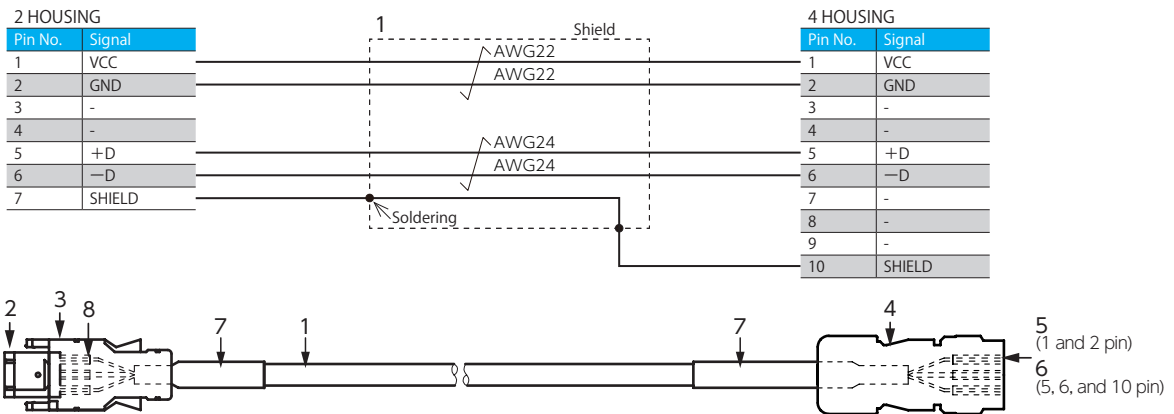 2 HOUSING
Pin No. Signal
1 VCC
2 GND
3 -
4 -
5 +D
6 —D
7 SHIELD
1
Shield
AWG22
AWG22
AWG24
AWG24
Soldering
4 HOUSING
Pin No. Signal
1 VCC
2 GND
3 -
4 -
5 +D
6 —D
7 -
8 -
9 -
10 SHIELD
2
3
8
7
1
7
4
5
(1 and 2 pin)
6
(5, 6, and 10 pin)